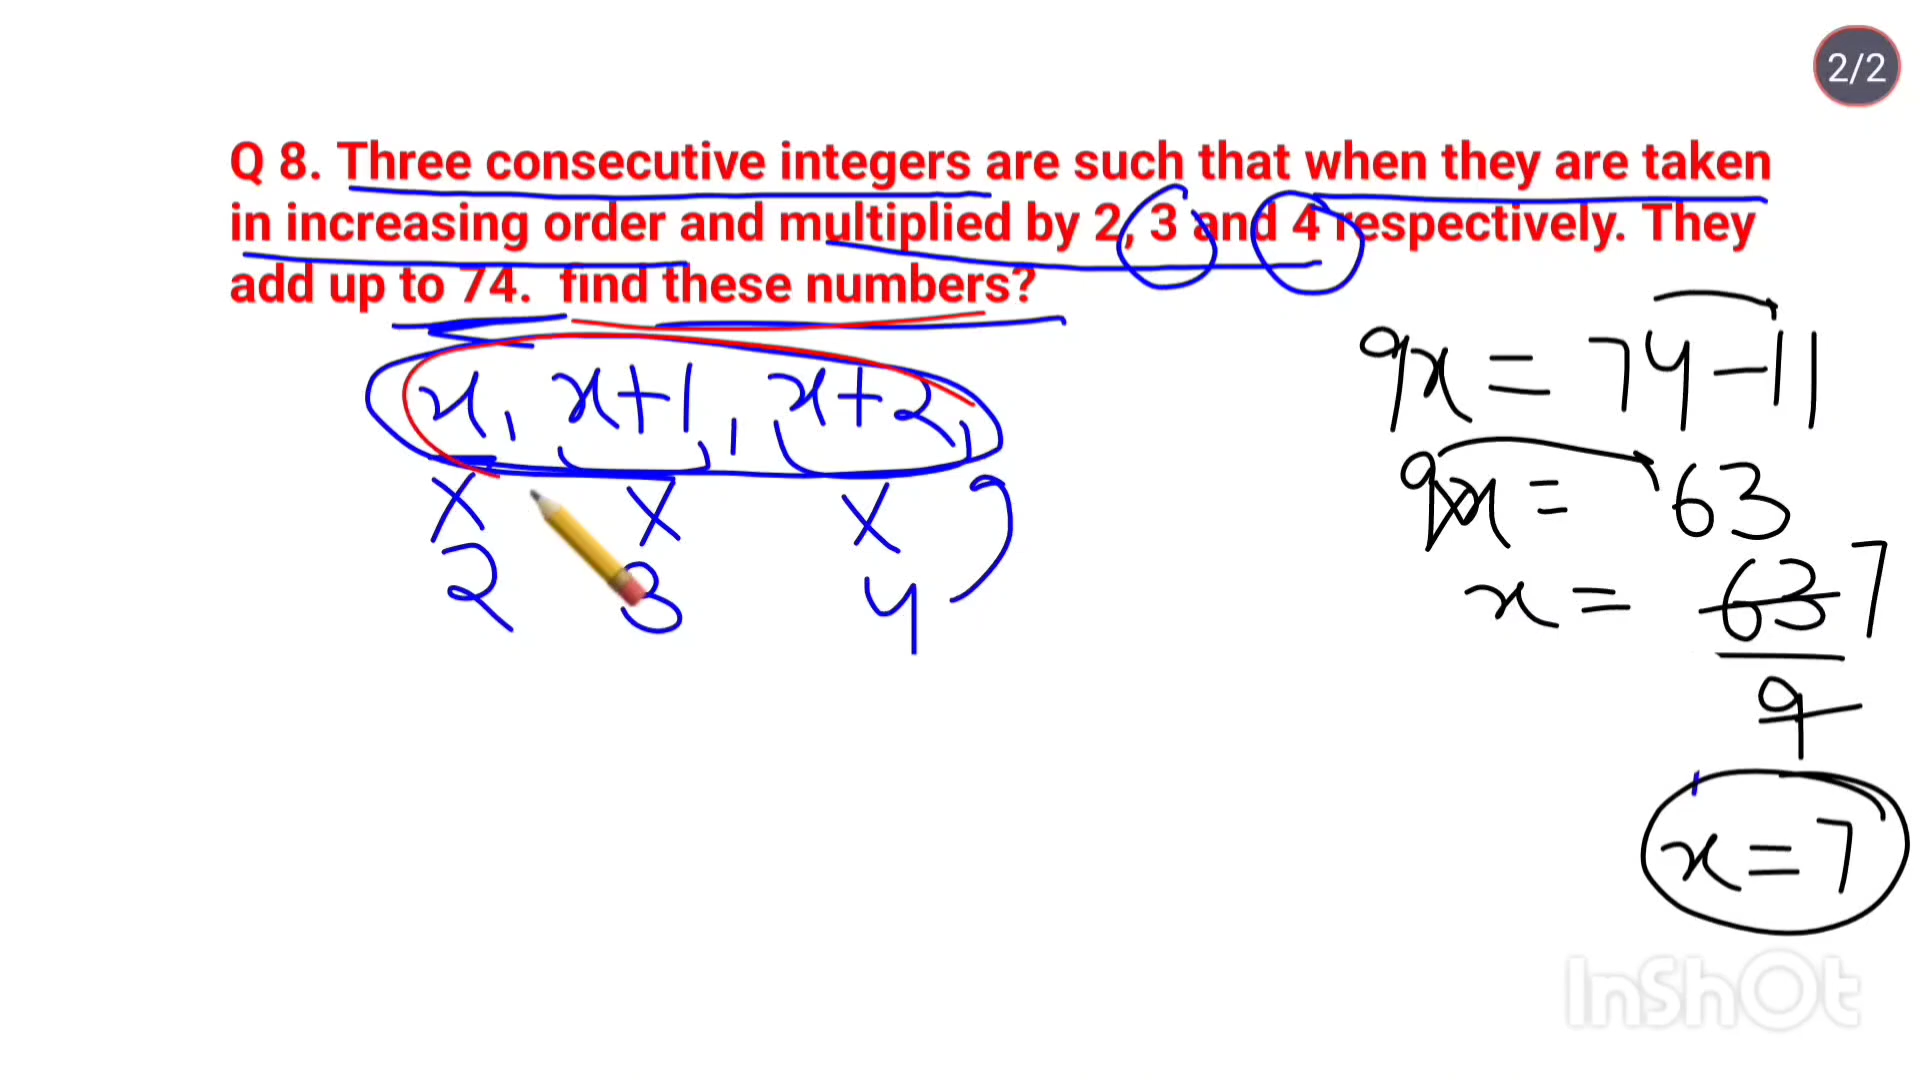 2/2
Q 8. Three consecutive integers are such that when they are taken
in increasing order and multiplied by 2, 3 and 4 respectively. They
add up to 74. find these numbers?
x, x+1, x+2,
× × ×
2 3 4
9x = 74-11
9x = 63
x = 63 7
9
x = 7
InShOt